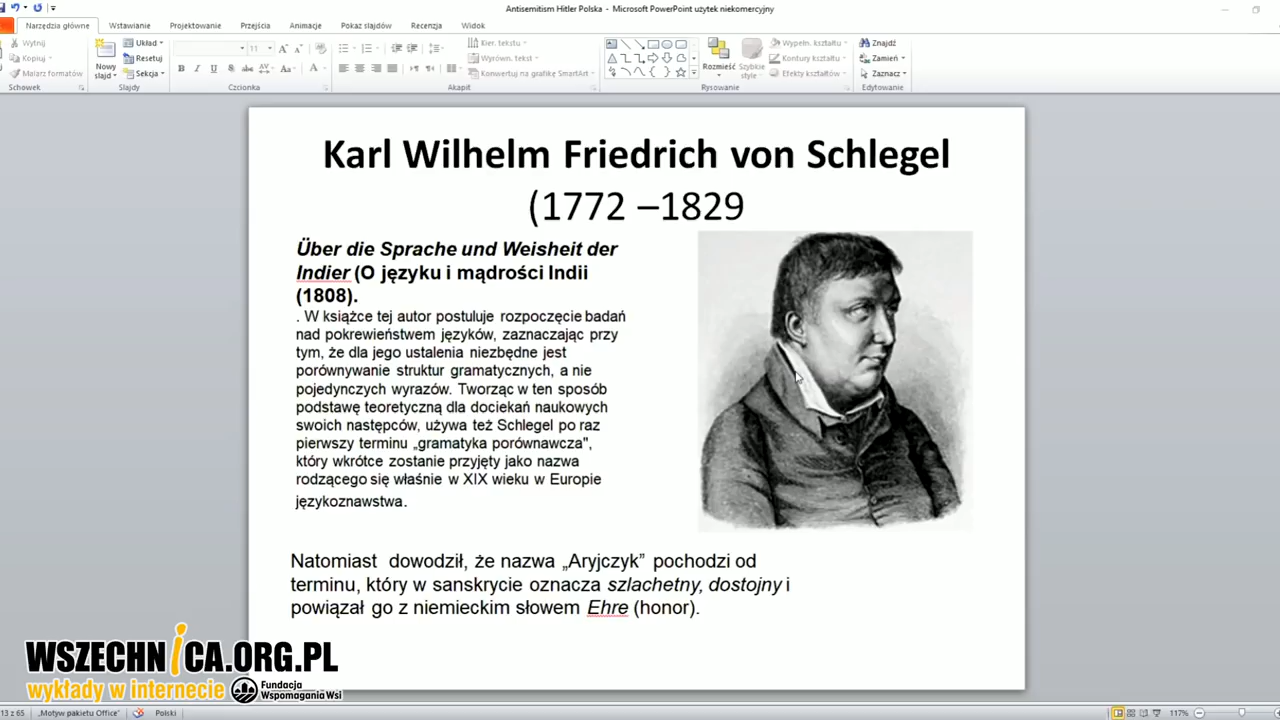 Antisemitism Hitler Polska - Microsoft PowerPoint użytek niekomercyjny
Narzędzia główne Wstawianie Projektowanie Przejścia Animacje Pokaz slajdów Recenzja Widok
Wytnij
Kopiuj
Malarz formatów
Schowek
Nowy slajd
Układ
Resetuj
Sekcja
Slajdy
11
Czcionka
Kier. tekstu
Wyrówn. tekst
Konwertuj na grafikę SmartArt
Akapit
Rozmieść
Szybkie style
Wypełn. kształtu
Kontury kształtu
Efekty kształtów
Rysowanie
Znajdź
Zamień
Zaznacz
Edytowanie
Karl Wilhelm Friedrich von Schlegel
(1772 –1829
Über die Sprache und Weisheit der
Indier (O języku i mądrości Indii
(1808).
. W książce tej autor postuluje rozpoczęcie badań
nad pokrewieństwem języków, zaznaczając przy
tym, że dla jego ustalenia niezbędne jest
porównywanie struktur gramatycznych, a nie
pojedynczych wyrazów. Tworząc w ten sposób
podstawę teoretyczną dla dociekań naukowych
swoich następców, używa też Schlegel po raz
pierwszy terminu „gramatyka porównawcza",
który wkrótce zostanie przyjęty jako nazwa
rodzącego się właśnie w XIX wieku w Europie
językoznawstwa.
Natomiast dowodził, że nazwa „Aryjczyk” pochodzi od
terminu, który w sanskrycie oznacza szlachetny, dostojny i
powiązał go z niemieckim słowem Ehre (honor).
WSZECHNICA.ORG.PL
wykłady w internecie
Fundacja
Wspomagania Wsi
13 z 65 „Motyw pakietu Office” Polski 117%